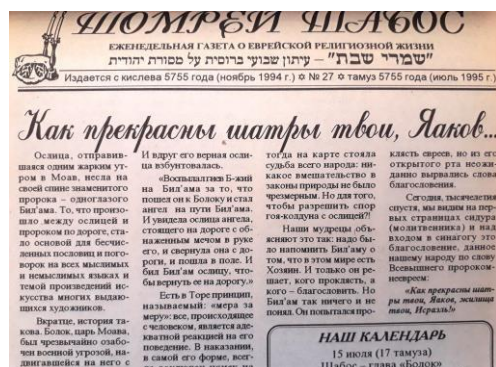 ШОМРЕЙ ШАБОС
ЕЖЕНЕДЕЛЬНАЯ ГАЗЕТА О ЕВРЕЙСКОЙ РЕЛИГИОЗНОЙ ЖИЗНИ
"שמרי שבת" – עיתון שבועי ברוסית על מסורת יהודית
Издается с кислева 5755 года (ноябрь 1994 г.) ✡ № 27 ✡ тамуз 5755 года (июль 1995 г.)
Как прекрасны шатры твои, Яаков...
Ослица, отправив-
шаяся одним жарким ут-
ром в Моав, несла на
своей спине знаменитого
пророка – одноглазого
Бил'ама. То, что произо-
шло между ослицей и
пророком по дороге, ста-
ло основой для бесчис-
ленных пословиц и пого-
ворок на всех мыслимых
и немыслимых языках и
темой произведений ис-
кусства многих выдаю-
щихся художников.
Вкратце, история та-
кова. Болок, царь Моава,
был чрезвычайно озабо-
чен военной угрозой, на-
двигавшейся на него с
И вдруг его верная осли-
ца взбунтовалась.
«Воспылал гнев Б-жий
на Бил'ама за то, что
пошел он к Болоку и стал
ангел на пути Бил'ама.
И увидела ослица ангела,
стоящего на дороге с об-
наженным мечом в руке
его, и свернула она с до-
роги, и пошла в поле. И
бил Бил'ам ослицу, что-
бы вернуть ее на дорогу.»
Есть в Торе принцип,
называемый: «мера за
меру»: все, происходящее
с человеком, является аде-
кватной реакцией на его
поведение. В наказании,
в самой его форме, всег-
тогда на карте стояла
судьба всего народа: ни-
какое вмешательство в
законы природы не было
чрезмерным. Но для того,
чтобы разрешить спор
гоя-колдуна с ослицей?!
Наши мудрецы объ-
ясняют это так: надо бы-
ло напомнить Бил'аму о
том, что в этом мире есть
Хозяин. И только он ре-
шает, кого проклясть, а
кого – благословить. Но
Бил'ам так ничего и не
понял. Он попытался про-
клясть евреев, но из его
открытого рта неожи-
данно вырвались слова
благословения.
Сегодня, тысячелетия
спустя, мы видим на пер-
вых страницах сидура
(молитвенника) и над
входом в синагогу это
благословение, данное
нашему народу по слову
Всевышнего пророком-
неевреем:
«Как прекрасны шат-
ры твои, Яаков, жилища
твои, Исраэль!»
НАШ КАЛЕНДАРЬ
15 июля (17 тамуза)
Шабос – глава «Болок»